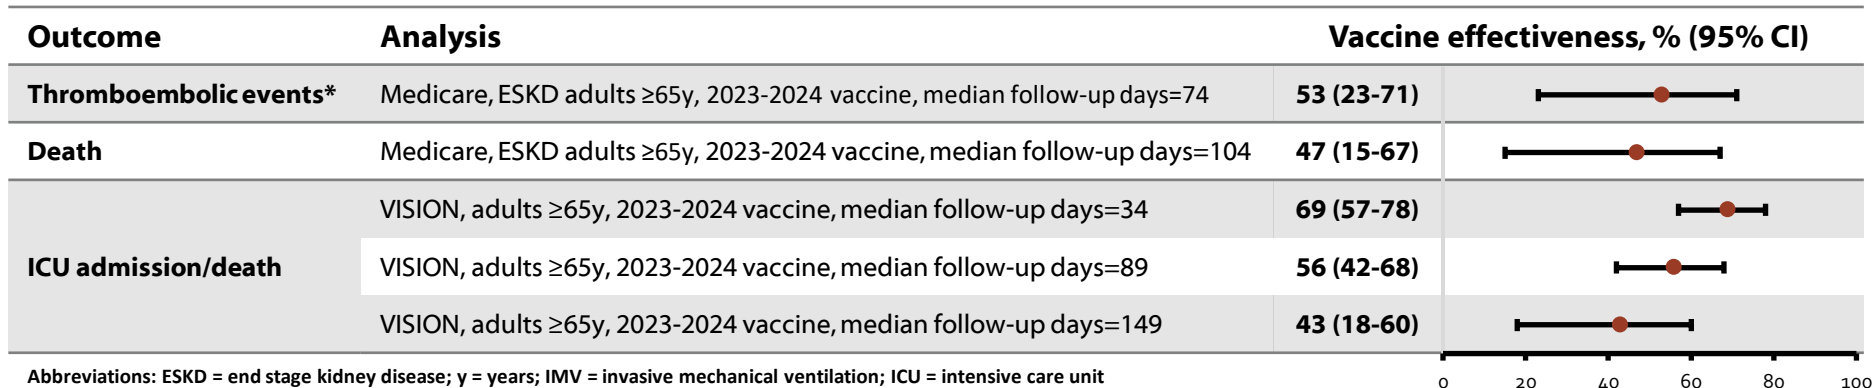 Outcome Analysis Vaccine effectiveness, % (95% CI)
Thromboembolic events* Medicare, ESKD adults ≥65y, 2023-2024 vaccine, median follow-up days=74 53 (23-71)
Death Medicare, ESKD adults ≥65y, 2023-2024 vaccine, median follow-up days=104 47 (15-67)
VISION, adults ≥65y, 2023-2024 vaccine, median follow-up days=34 69 (57-78)
ICU admission/death VISION, adults ≥65y, 2023-2024 vaccine, median follow-up days=89 56 (42-68)
VISION, adults ≥65y, 2023-2024 vaccine, median follow-up days=149 43 (18-60)
0 20 40 60 80 100
Abbreviations: ESKD = end stage kidney disease; y = years; IMV = invasive mechanical ventilation; ICU = intensive care unit